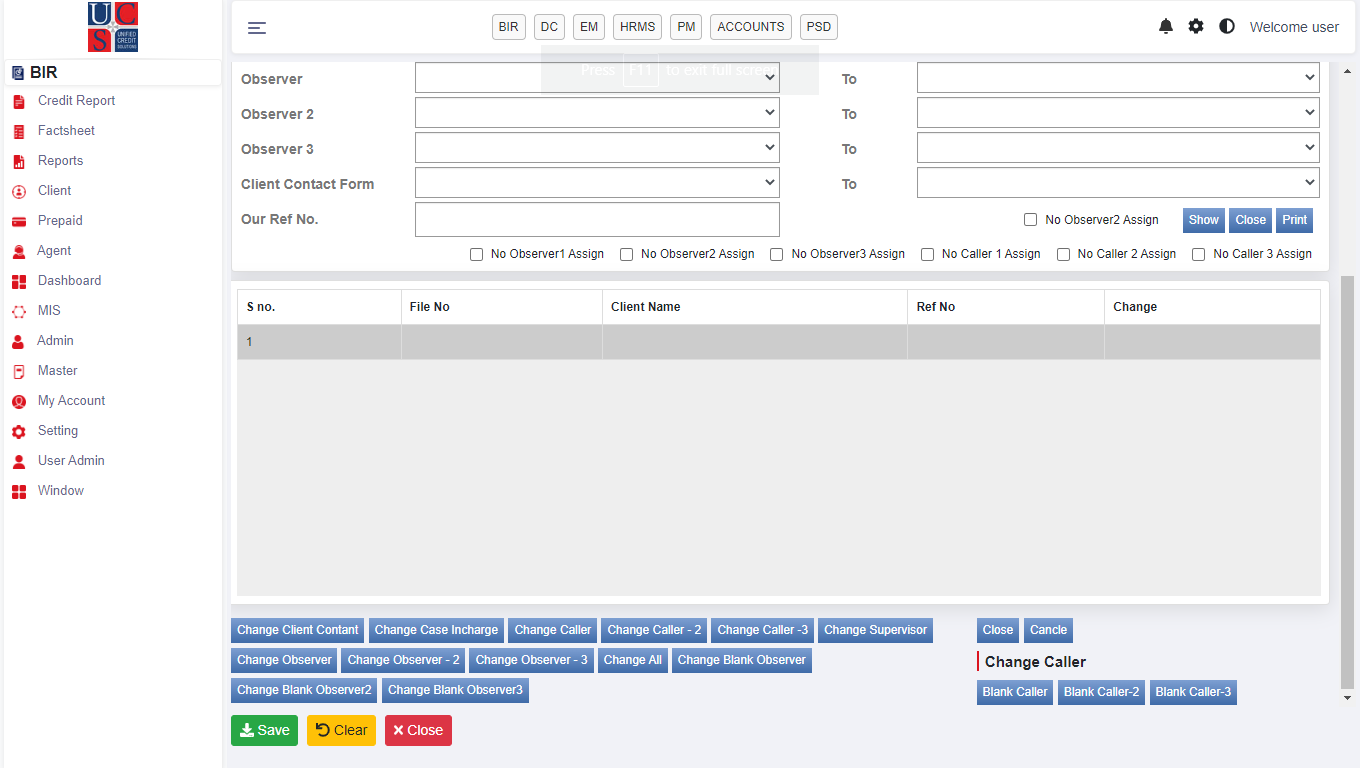 UC
S UNIFIED CREDIT SOLUTIONS
BIR DC EM HRMS PM ACCOUNTS PSD
Welcome user
Press F11 to exit full screen
BIR
Credit Report
Factsheet
Reports
Client
Prepaid
Agent
Dashboard
MIS
Admin
Master
My Account
Setting
User Admin
Window
Observer To
Observer 2 To
Observer 3 To
Client Contact Form To
Our Ref No. No Observer2 Assign Show Close Print
No Observer1 Assign No Observer2 Assign No Observer3 Assign No Caller 1 Assign No Caller 2 Assign No Caller 3 Assign
S no. File No Client Name Ref No Change
1
Change Client Contant Change Case Incharge Change Caller Change Caller - 2 Change Caller -3 Change Supervisor
Change Observer Change Observer - 2 Change Observer - 3 Change All Change Blank Observer
Change Blank Observer2 Change Blank Observer3
Close Cancle
Change Caller
Blank Caller Blank Caller-2 Blank Caller-3
Save Clear Close